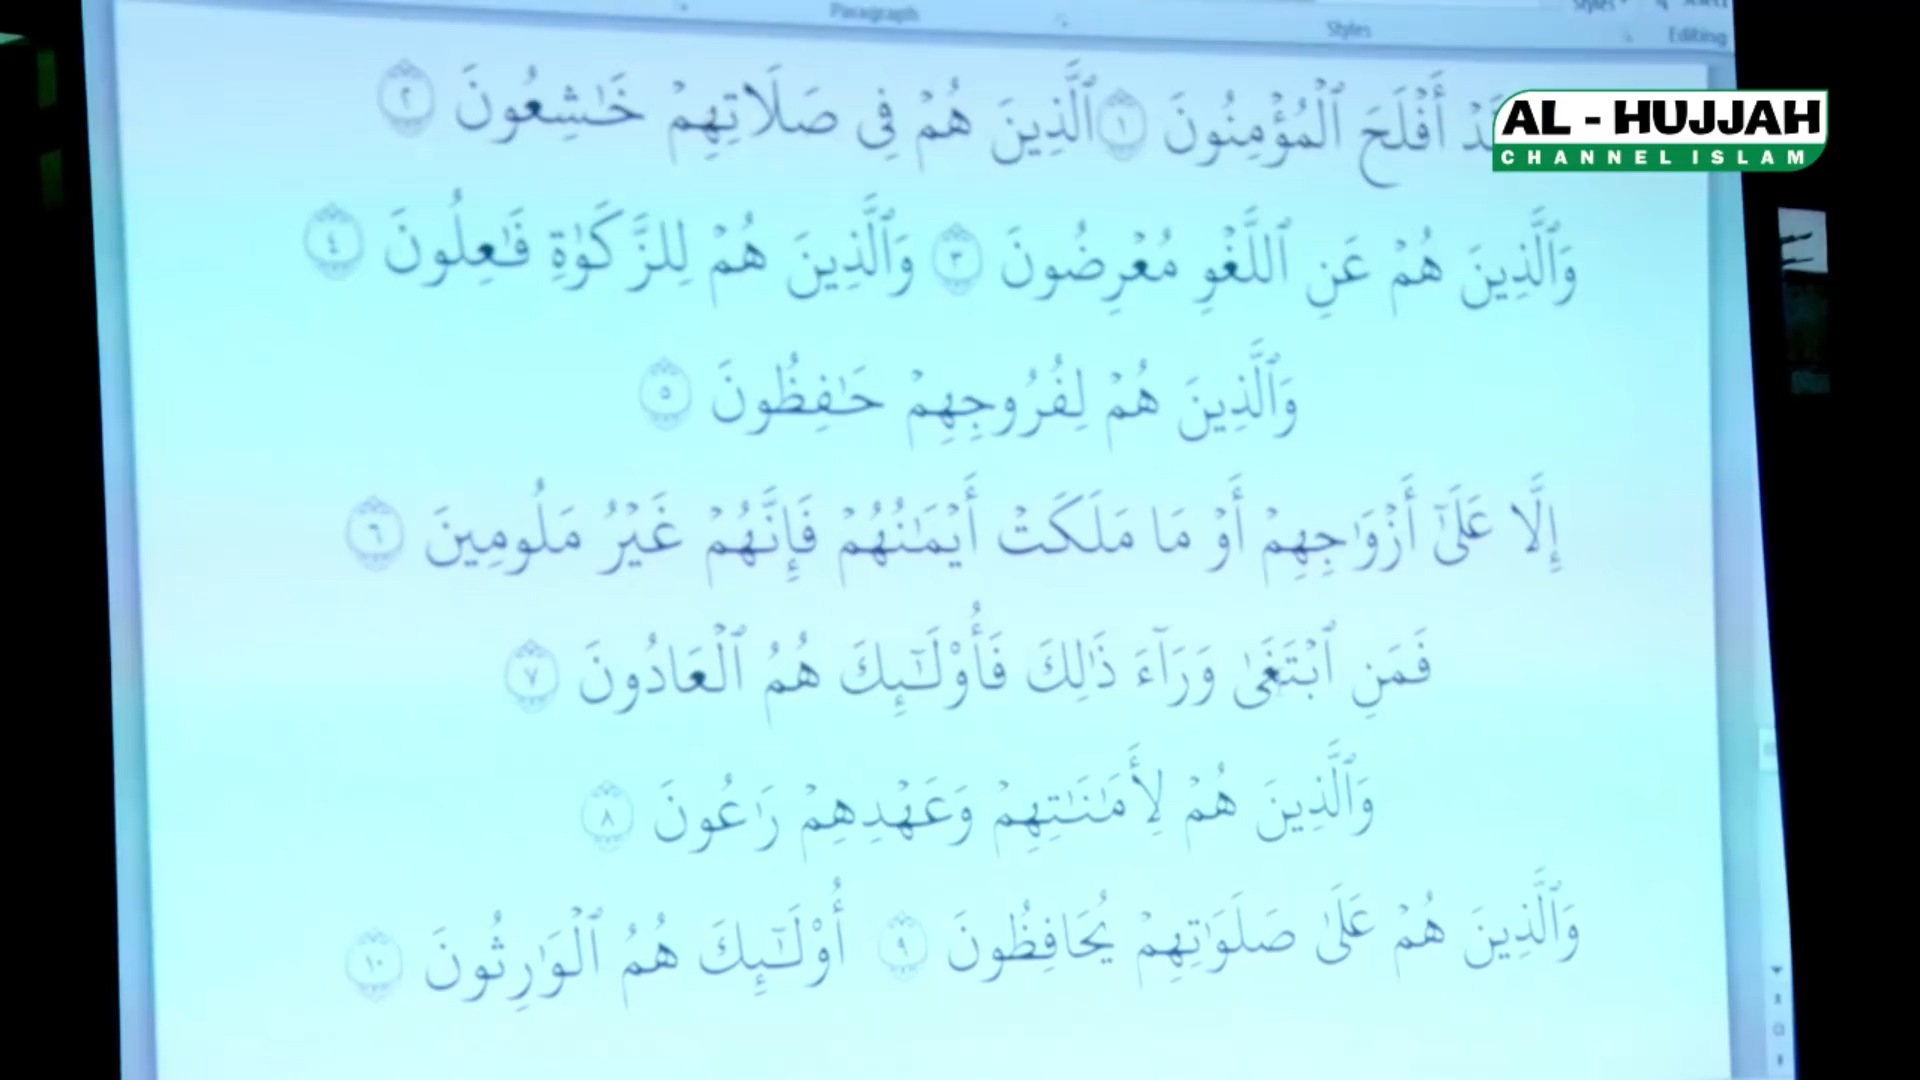 Paragraph
Styles
Styles
Select
Editing
AL - HUJJAH
CHANNEL ISLAM
أَفۡلَحَ ٱلۡمُؤۡمِنُونَ ١ ٱلَّذِينَ هُمۡ فِي صَلَاتِهِمۡ خَٰشِعُونَ ٢
وَٱلَّذِينَ هُمۡ عَنِ ٱللَّغۡوِ مُعۡرِضُونَ ٣ وَٱلَّذِينَ هُمۡ لِلزَّكَوٰةِ فَٰعِلُونَ ٤
وَٱلَّذِينَ هُمۡ لِفُرُوجِهِمۡ حَٰفِظُونَ ٥
إِلَّا عَلَىٰٓ أَزۡوَٰجِهِمۡ أَوۡ مَا مَلَكَتۡ أَيۡمَٰنُهُمۡ فَإِنَّهُمۡ غَيۡرُ مَلُومِينَ ٦
فَمَنِ ٱبۡتَغَىٰ وَرَآءَ ذَٰلِكَ فَأُوْلَٰٓئِكَ هُمُ ٱلۡعَادُونَ ٧
وَٱلَّذِينَ هُمۡ لِأَمَٰنَٰتِهِمۡ وَعَهۡدِهِمۡ رَٰعُونَ ٨
وَٱلَّذِينَ هُمۡ عَلَىٰ صَلَوَٰتِهِمۡ يُحَافِظُونَ ٩ أُوْلَٰٓئِكَ هُمُ ٱلۡوَٰرِثُونَ ١٠